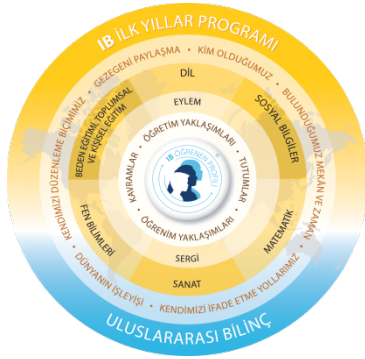 IB İLK YILLAR PROGRAMI
KİM OLDUĞUMUZ • BULUNDUĞUMUZ MEKÂN VE ZAMAN • KENDİMİZİ İFADE ETME YOLLARIMIZ • DÜNYANIN İŞLEYİŞİ • KENDİMİZİ DÜZENLEME BİÇİMİMİZ • GEZEGENİ PAYLAŞMA •
DİL
SOSYAL BİLGİLER
MATEMATİK
SANAT
FEN BİLİMLERİ
BEDEN EĞİTİMİ, TOPLUMSAL
VE KİŞİSEL EĞİTİM
EYLEM
ÖĞRETİM YAKLAŞIMLARI • TUTUMLAR • ÖĞRENİM YAKLAŞIMLARI • KAVRAMLAR •
IB ÖĞRENEN PROFİLİ
SERGİ
ULUSLARARASI BİLİNÇ